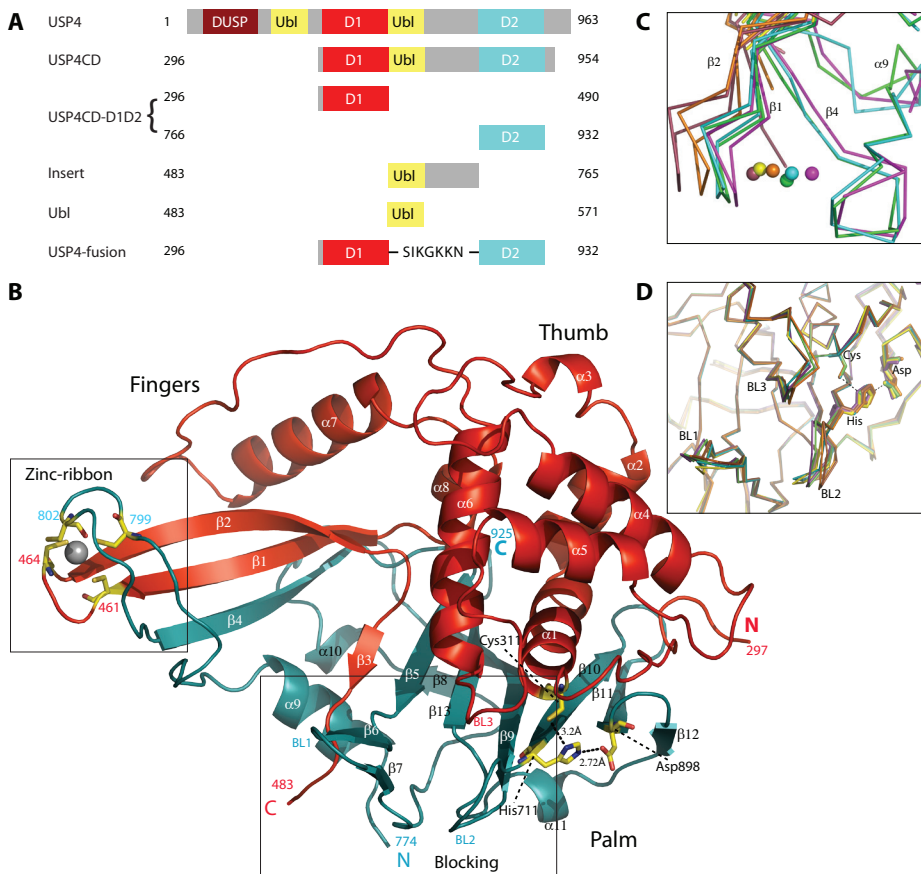 A
USP4 1 DUSP Ubl D1 Ubl D2 963
USP4CD 296 D1 Ubl D2 954
USP4CD-D1D2 {
296 D1 490
766 D2 932
Insert 483 Ubl 765
Ubl 483 Ubl 571
USP4-fusion 296 D1 SIKGKKN D2 932
C
β2
α9
β1
β4
D
Cys
Asp
BL3
His
BL1
BL2
B
Thumb
Fingers
α3
α7
Zinc-ribbon
α2
802
799
α8
α6
α4
β2
925
C
464
β1
α5
461
β4
Cys311
α1
N
297
α10
β3
β5
β10
β8
β11
α9
β13
BL3
β6
β9
β12
BL1
3.2A
β7
2.72A
Asp898
483
C
His711
α11
774
N
BL2
Palm
Blocking